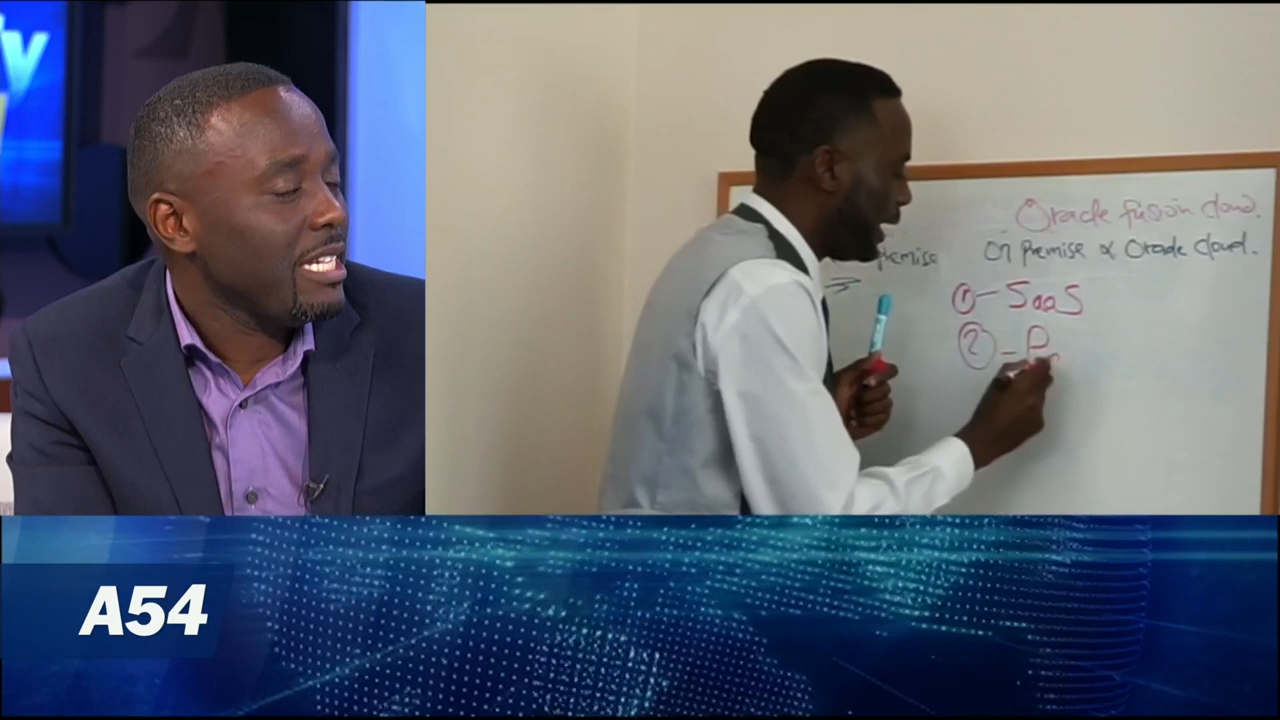 Oracle fusion cloud.
premise
On Premise & Oracle cloud.
① - SaaS
② - P
A54